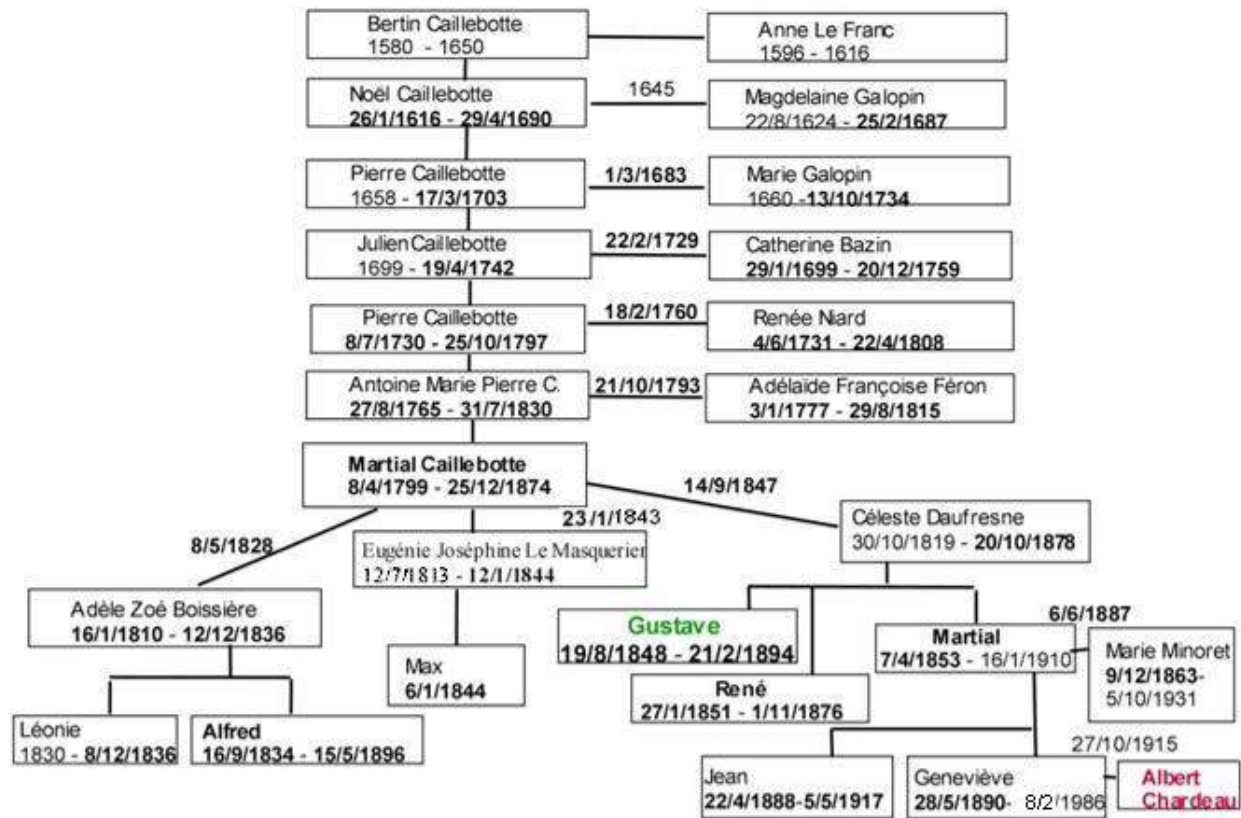 Bertin Caillebotte
1580 - 1650
Anne Le Franc
1596 - 1616
Noël Caillebotte
26/1/1616 - 29/4/1690
1645
Magdelaine Galopin
22/8/1624 - 25/2/1687
Pierre Caillebotte
1658 - 17/3/1703
1/3/1683
Marie Galopin
1660 -13/10/1734
Julien Caillebotte
1699 - 19/4/1742
22/2/1729
Catherine Bazin
29/1/1699 - 20/12/1759
Pierre Caillebotte
8/7/1730 - 25/10/1797
18/2/1760
Renée Niard
4/6/1731 - 22/4/1808
Antoine Marie Pierre C.
27/8/1765 - 31/7/1830
21/10/1793
Adélaïde Françoise Féron
3/1/1777 - 29/8/1815
Martial Caillebotte
8/4/1799 - 25/12/1874
8/5/1828
23/1/1843
14/9/1847
Adèle Zoé Boissière
16/1/1810 - 12/12/1836
Eugénie Joséphine Le Masquerier
12/7/1813 - 12/1/1844
Céleste Daufresne
30/10/1819 - 20/10/1878
Léonie
1830 - 8/12/1836
Alfred
16/9/1834 - 15/5/1896
Max
6/1/1844
Gustave
19/8/1848 - 21/2/1894
René
27/1/1851 - 1/11/1876
Martial
7/4/1853 - 16/1/1910
6/6/1887
Marie Minoret
9/12/1863-
5/10/1931
Jean
22/4/1888-5/5/1917
Geneviève
28/5/1890- 8/2/1986
27/10/1915
Albert
Chardeau